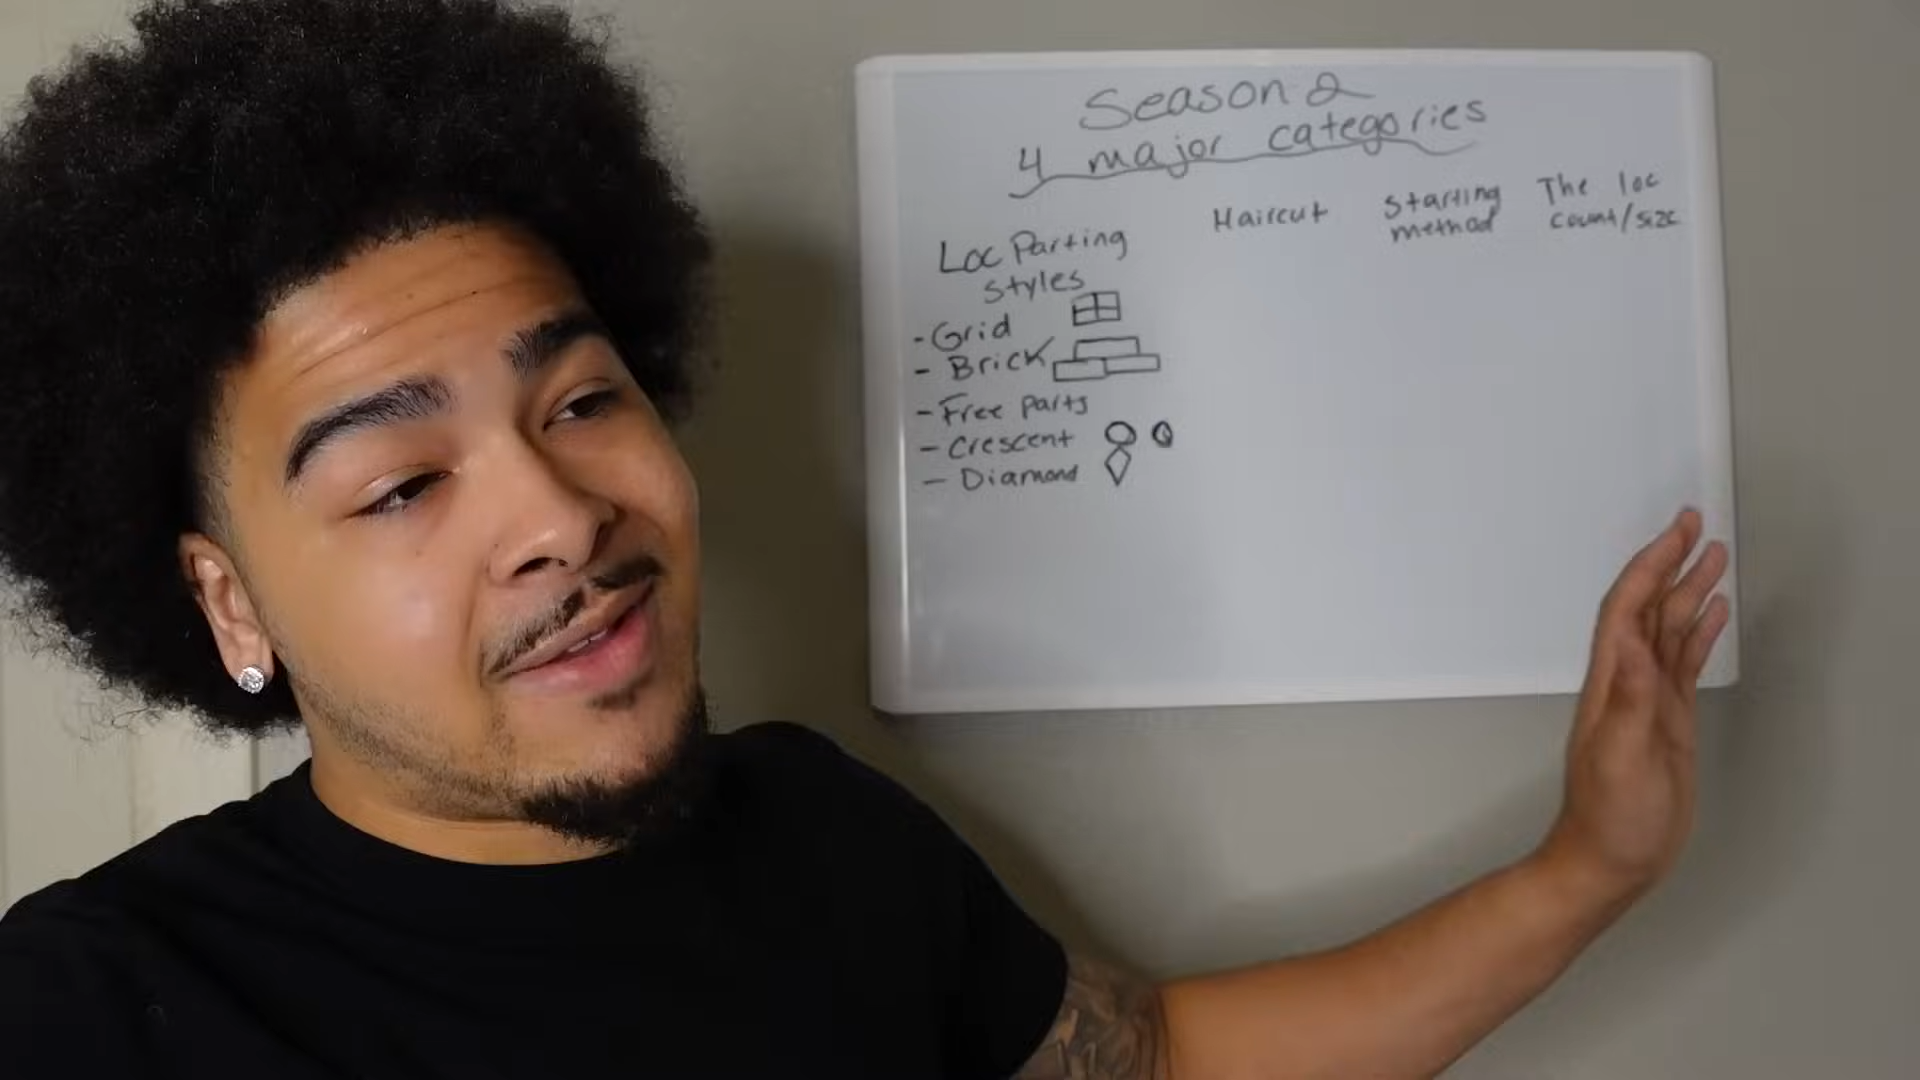 Season 2
4 major categories
Loc Parting
styles
- Grid
- Brick
- Free parts
- Crescent
- Diamond
Haircut
Starting
method
The loc
count/size